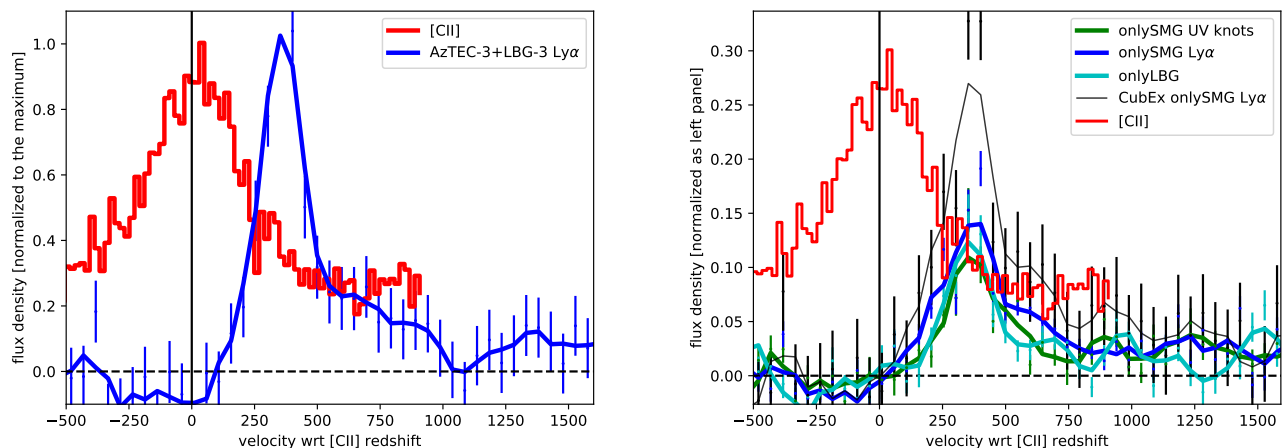 [CII]
AzTEC-3+LBG-3 Lyα
flux density [normalized to the maximum]
1.0
0.8
0.6
0.4
0.2
0.0
−500 −250 0 250 500 750 1000 1250 1500
velocity wrt [CII] redshift
onlySMG UV knots
onlySMG Lyα
onlyLBG
CubEx onlySMG Lyα
[CII]
flux density [normalized as left panel]
0.30
0.25
0.20
0.15
0.10
0.05
0.00
−500 −250 0 250 500 750 1000 1250 1500
velocity wrt [CII] redshift